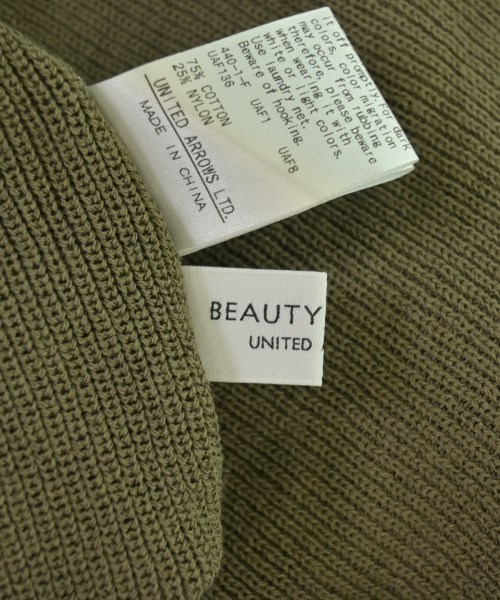 it off promptly. For dark
colors, color migration
may occur from rubbing
therefore, please beware
when wearing it with
white or light colors.
Use laundry net.
Beware of hooking.
440-1-F UAF1 UAF8
UAF136
75% COTTON
25% NYLON
UNITED ARROWS LTD.
MADE IN CHINA
BEAUTY
UNITED